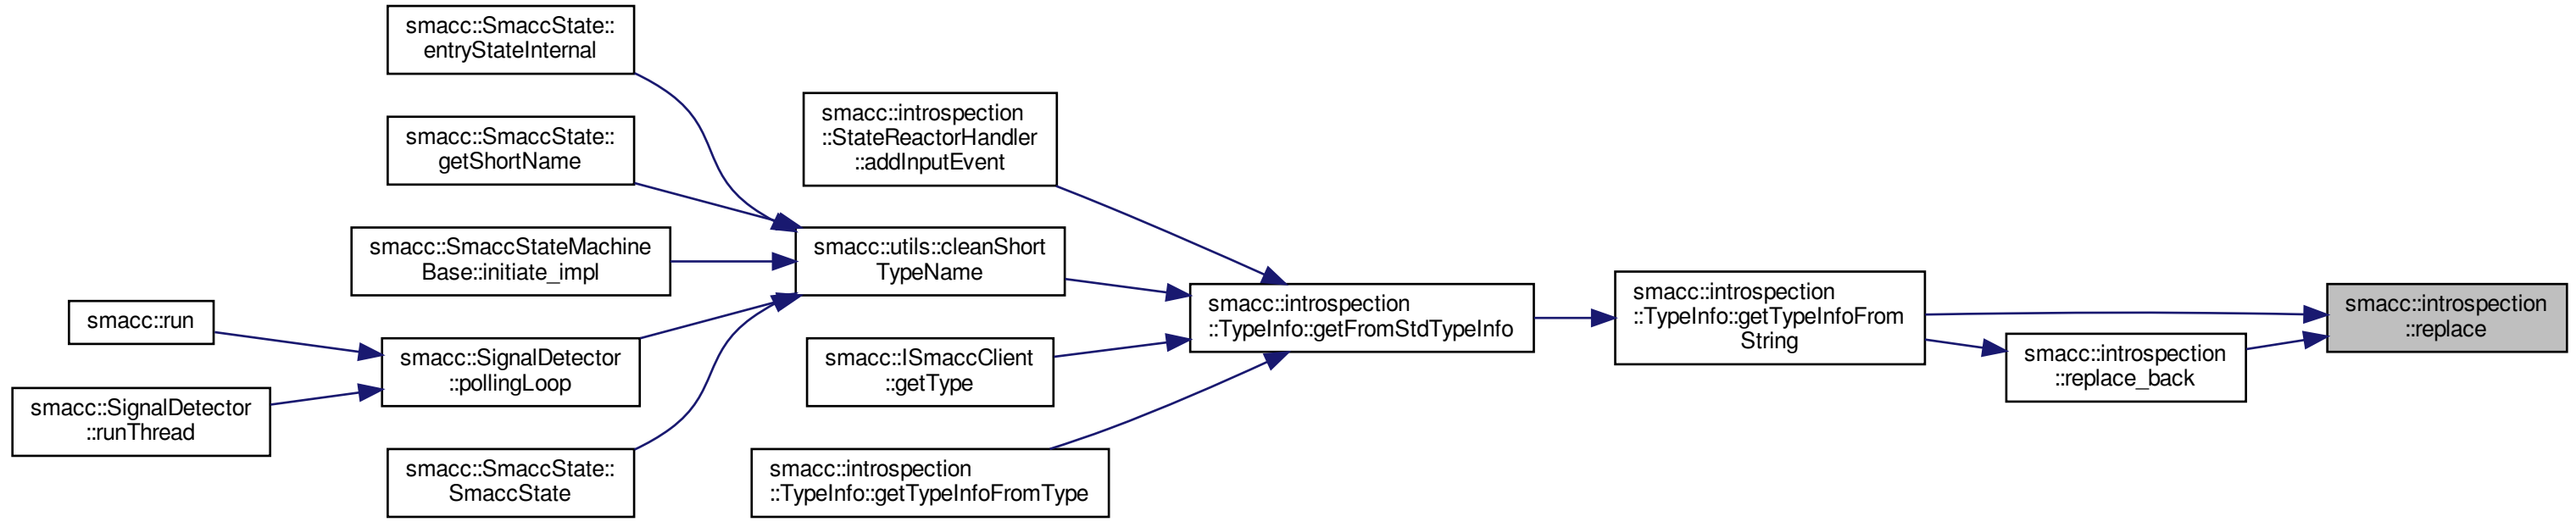 smacc::SmaccState::
entryStateInternal
smacc::SmaccState::
getShortName
smacc::SmaccStateMachine
Base::initiate_impl
smacc::run
smacc::SignalDetector
::runThread
smacc::SignalDetector
::pollingLoop
smacc::SmaccState::
SmaccState
smacc::introspection
::StateReactorHandler
::addInputEvent
smacc::utils::cleanShort
TypeName
smacc::ISmaccClient
::getType
smacc::introspection
::TypeInfo::getTypeInfoFromType
smacc::introspection
::TypeInfo::getFromStdTypeInfo
smacc::introspection
::TypeInfo::getTypeInfoFrom
String
smacc::introspection
::replace_back
smacc::introspection
::replace